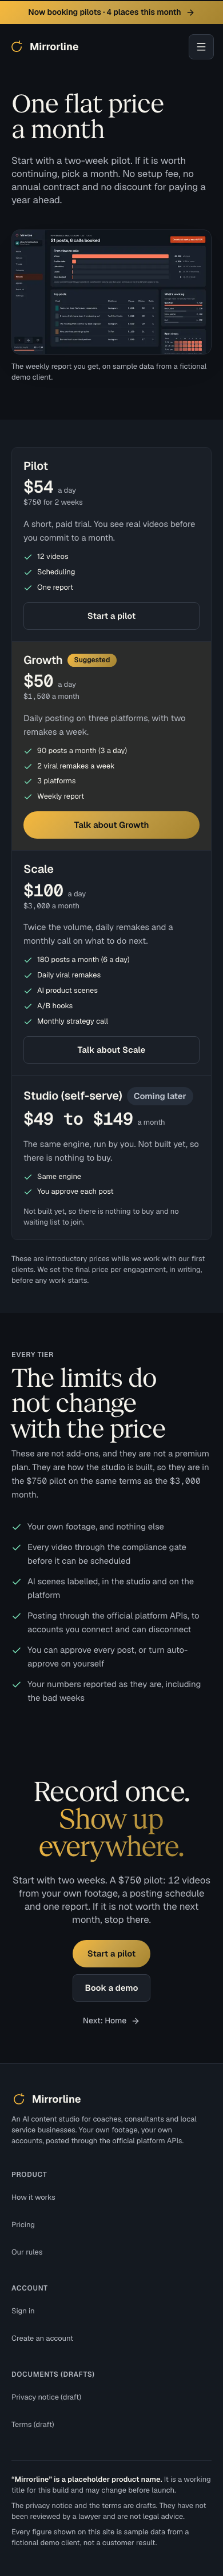 Now booking pilots · 4 places this month →
Mirrorline
One flat price
a month
Start with a two-week pilot. If it is worth
continuing, pick a month. No setup fee, no
annual contract and no discount for paying a
year ahead.
21 posts, 6 calls booked
The weekly report you get, on sample data from a fictional
demo client.
Pilot
$54 a day
$750 for 2 weeks
A short, paid trial. You see real videos before
you commit to a month.
12 videos
Scheduling
One report
Start a pilot
Growth Suggested
$50 a day
$1,500 a month
Daily posting on three platforms, with two
remakes a week.
90 posts a month (3 a day)
2 viral remakes a week
3 platforms
Weekly report
Talk about Growth
Scale
$100 a day
$3,000 a month
Twice the volume, daily remakes and a
monthly call on what to do next.
180 posts a month (6 a day)
Daily viral remakes
AI product scenes
A/B hooks
Monthly strategy call
Talk about Scale
Studio (self-serve) Coming later
$49 to $149 a month
The same engine, run by you. Not built yet, so
there is nothing to buy.
Same engine
You approve each post
Not built yet, so there is nothing to buy and no
waiting list to join.
These are introductory prices while we work with our first
clients. We set the final price per engagement, in writing,
before any work starts.
EVERY TIER
The limits do
not change
with the price
These are not add-ons, and they are not a premium
plan. They are how the studio is built, so they are in
the $750 pilot on the same terms as the $3,000
month.
Your own footage, and nothing else
Every video through the compliance gate
before it can be scheduled
AI scenes labelled, in the studio and on the
platform
Posting through the official platform APIs, to
accounts you connect and can disconnect
You can approve every post, or turn auto-
approve on yourself
Your numbers reported as they are, including
the bad weeks
Record once.
Show up
everywhere.
Start with two weeks. A $750 pilot: 12 videos
from your own footage, a posting schedule
and one report. If it is not worth the next
month, stop there.
Start a pilot
Book a demo
Next: Home →
Mirrorline
An AI content studio for coaches, consultants and local
service businesses. Your own footage, your own
accounts, posted through the official platform APIs.
PRODUCT
How it works
Pricing
Our rules
ACCOUNT
Sign in
Create an account
DOCUMENTS (DRAFTS)
Privacy notice (draft)
Terms (draft)
"Mirrorline" is a placeholder product name. It is a working
title for this build and may change before launch.
The privacy notice and the terms are drafts. They have not
been reviewed by a lawyer and are not legal advice.
Every figure shown on this site is sample data from a
fictional demo client, not a customer result.